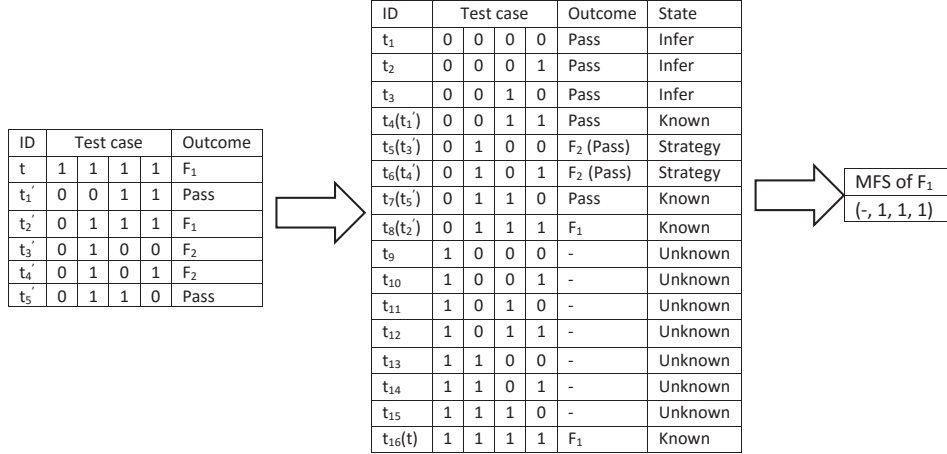 ID Test case Outcome
t 1 1 1 1 F₁
t₁′ 0 0 1 1 Pass
t₂′ 0 1 1 1 F₁
t₃′ 0 1 0 0 F₂
t₄′ 0 1 0 1 F₂
t₅′ 0 1 1 0 Pass
ID Test case Outcome State
t₁ 0 0 0 0 Pass Infer
t₂ 0 0 0 1 Pass Infer
t₃ 0 0 1 0 Pass Infer
t₄(t₁′) 0 0 1 1 Pass Known
t₅(t₃′) 0 1 0 0 F₂ (Pass) Strategy
t₆(t₄′) 0 1 0 1 F₂ (Pass) Strategy
t₇(t₅′) 0 1 1 0 Pass Known
t₈(t₂′) 0 1 1 1 F₁ Known
t₉ 1 0 0 0 - Unknown
t₁₀ 1 0 0 1 - Unknown
t₁₁ 1 0 1 0 - Unknown
t₁₂ 1 0 1 1 - Unknown
t₁₃ 1 1 0 0 - Unknown
t₁₄ 1 1 0 1 - Unknown
t₁₅ 1 1 1 0 - Unknown
t₁₆(t) 1 1 1 1 F₁ Known
MFS of F₁
(-, 1, 1, 1)